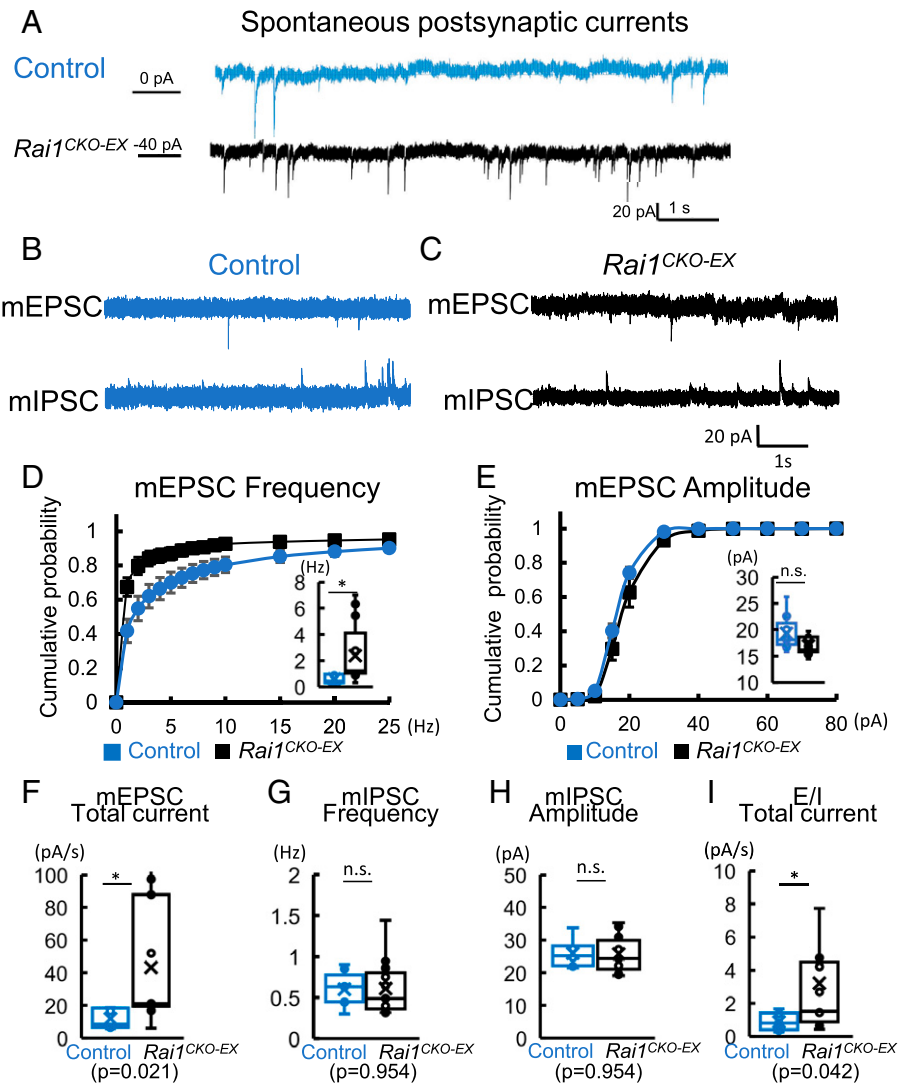 A
Spontaneous postsynaptic currents
Control
0 pA
Rai1CKO-EX
-40 pA
20 pA
1 s
B
Control
C
Rai1CKO-EX
mEPSC
mEPSC
mIPSC
mIPSC
20 pA
1s
D
mEPSC Frequency
Cumulative probability
1
0.8
0.6
0.4
0.2
0
0 5 10 15 20 25 (Hz)
(Hz)
8
6
4
2
0
*
Control Rai1CKO-EX
E
mEPSC Amplitude
Cumulative probability
1
0.8
0.6
0.4
0.2
0
0 20 40 60 80 (pA)
(pA)
30
25
20
15
10
n.s.
Control Rai1CKO-EX
F
mEPSC
Total current
(pA/s)
100
80
60
40
20
0
*
Control Rai1CKO-EX
(p=0.021)
G
mIPSC
Frequency
(Hz)
2
1.5
1
0.5
0
n.s.
Control Rai1CKO-EX
(p=0.954)
H
mIPSC
Amplitude
(pA)
50
40
30
20
10
0
n.s.
Control Rai1CKO-EX
(p=0.954)
I
E/I
Total current
(pA/s)
10
8
6
4
2
0
*
Control Rai1CKO-EX
(p=0.042)